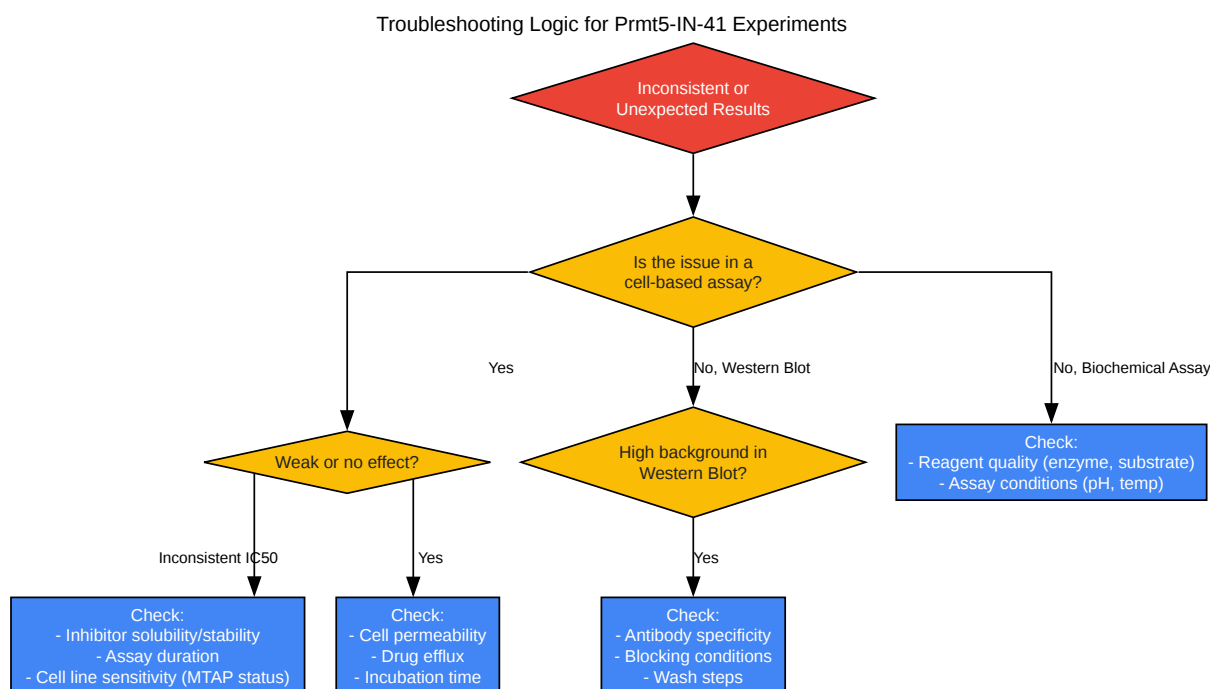 Troubleshooting Logic for Prmt5-IN-41 Experiments
Inconsistent or
Unexpected Results
Is the issue in a
cell-based assay?
Yes
No, Western Blot
No, Biochemical Assay
Weak or no effect?
High background in
Western Blot?
Check:
- Reagent quality (enzyme, substrate)
- Assay conditions (pH, temp)
Inconsistent IC50
Yes
Yes
Check:
- Inhibitor solubility/stability
- Assay duration
- Cell line sensitivity (MTAP status)
Check:
- Cell permeability
- Drug efflux
- Incubation time
Check:
- Antibody specificity
- Blocking conditions
- Wash steps